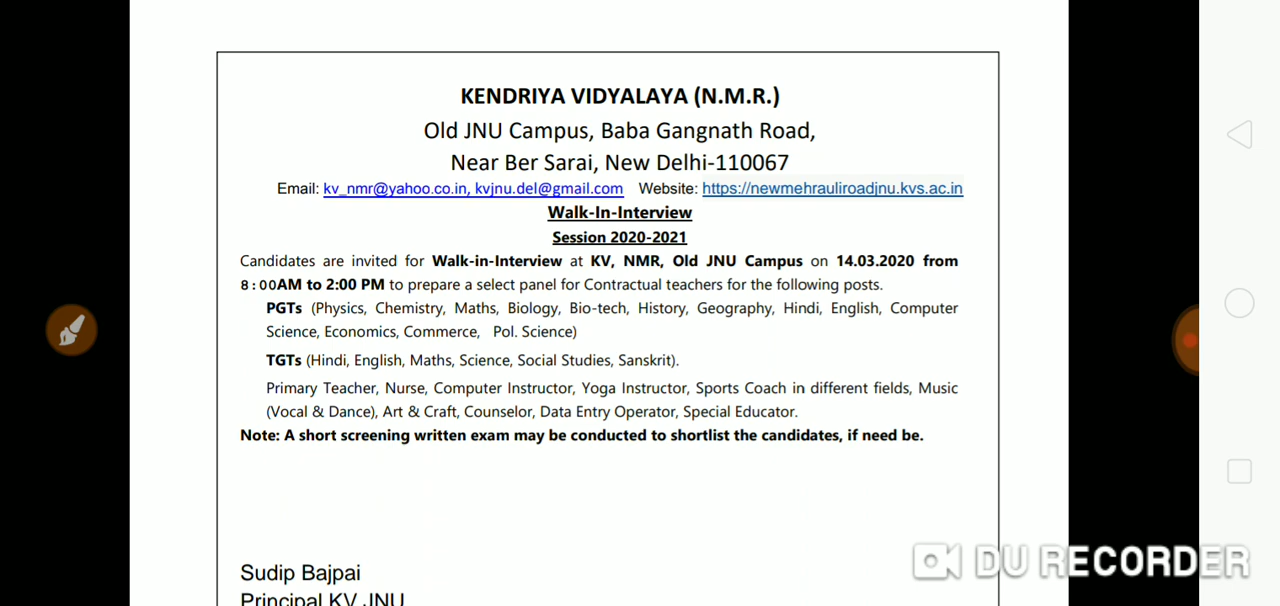 KENDRIYA VIDYALAYA (N.M.R.)
Old JNU Campus, Baba Gangnath Road,
Near Ber Sarai, New Delhi-110067
Email: kv_nmr@yahoo.co.in, kvjnu.del@gmail.com Website: https://newmehrauliroadjnu.kvs.ac.in
Walk-In-Interview
Session 2020-2021
Candidates are invited for Walk-in-Interview at KV, NMR, Old JNU Campus on 14.03.2020 from
8:00AM to 2:00 PM to prepare a select panel for Contractual teachers for the following posts.
PGTs (Physics, Chemistry, Maths, Biology, Bio-tech, History, Geography, Hindi, English, Computer
Science, Economics, Commerce, Pol. Science)
TGTs (Hindi, English, Maths, Science, Social Studies, Sanskrit).
Primary Teacher, Nurse, Computer Instructor, Yoga Instructor, Sports Coach in different fields, Music
(Vocal & Dance), Art & Craft, Counselor, Data Entry Operator, Special Educator.
Note: A short screening written exam may be conducted to shortlist the candidates, if need be.
Sudip Bajpai
Principal KV JNU
DU RECORDER